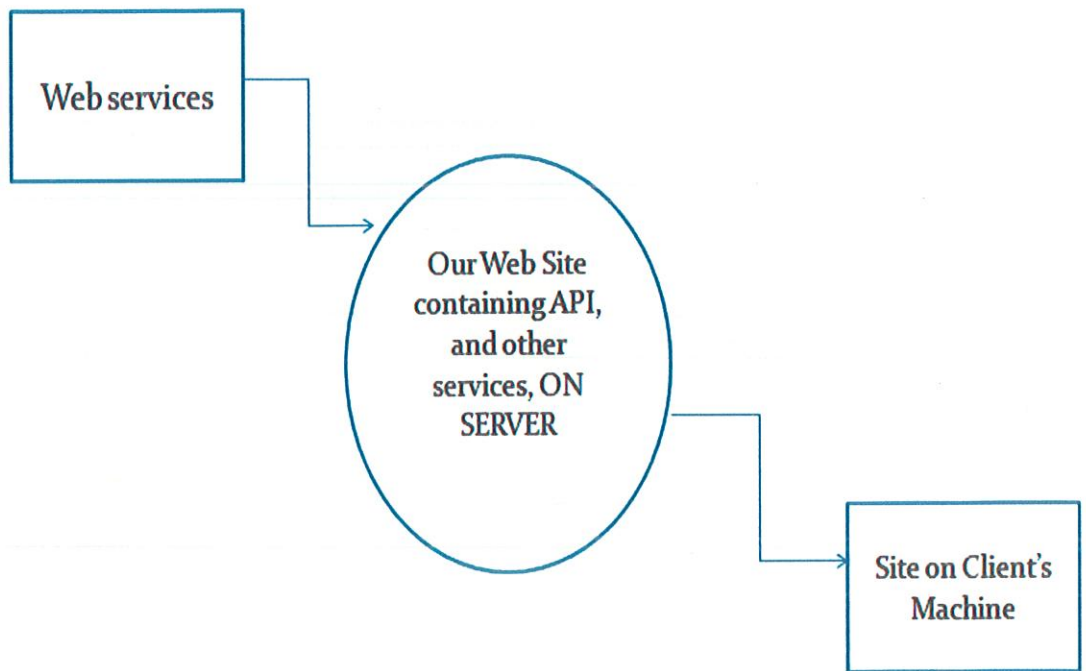 Web services
Our Web Site
containing API,
and other
services, ON
SERVER
Site on Client's
Machine